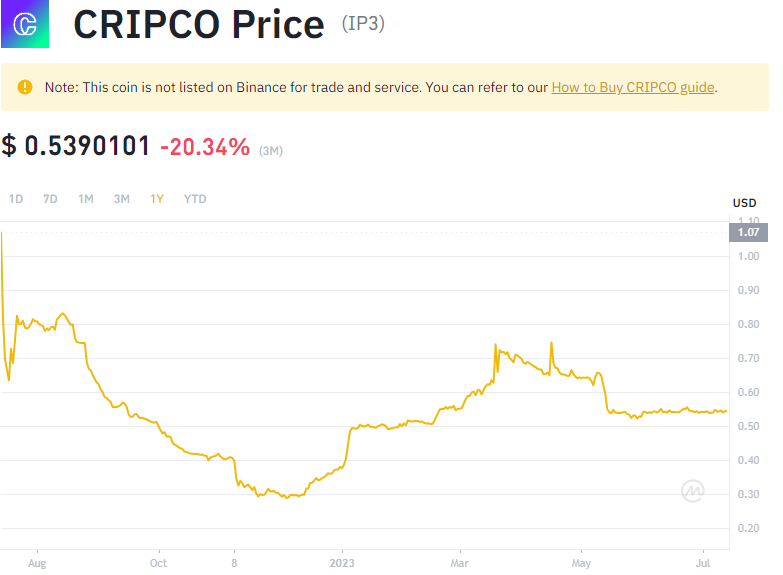 CRIPCO Price (IP3)
Note: This coin is not listed on Binance for trade and service. You can refer to our How to Buy CRIPCO guide.
$ 0.5390101 -20.34% (3M)
1D 7D 1M 3M 1Y YTD
USD
1.10
1.07
1.00
0.90
0.80
0.70
0.60
0.50
0.40
0.30
0.20
Aug Oct 8 2023 Mar May Jul